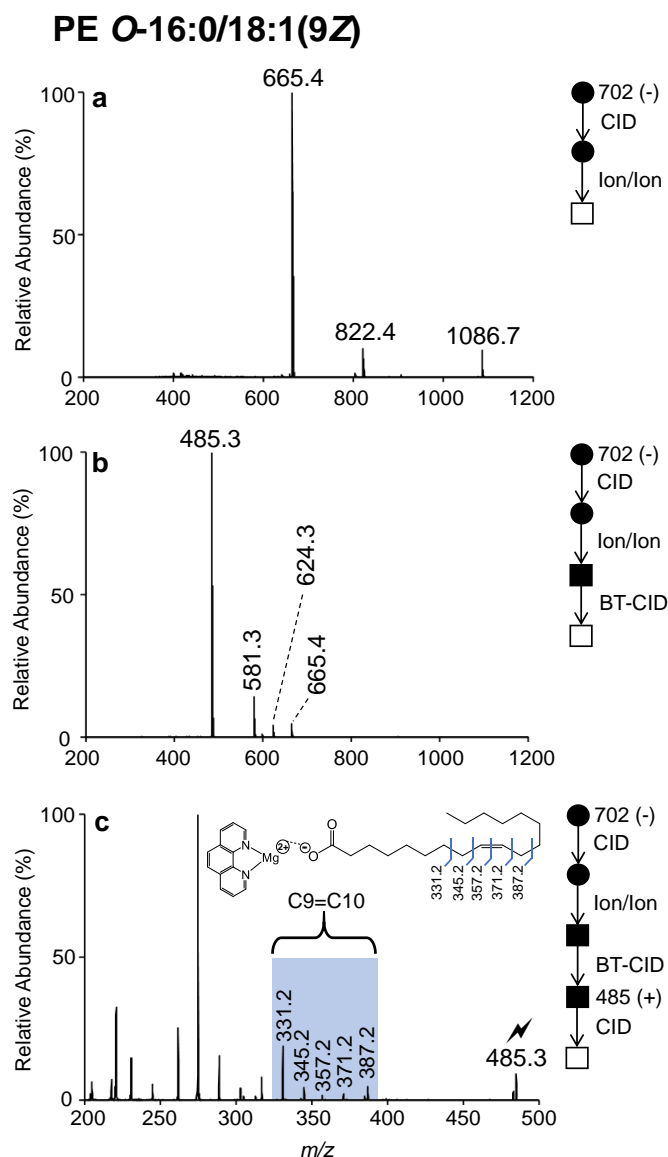 PE O-16:0/18:1(9Z)
a
Relative Abundance (%)
100
50
0
665.4
822.4
1086.7
200 400 600 800 1000 1200
702 (-)
CID
Ion/Ion
b
Relative Abundance (%)
100
50
0
485.3
581.3
624.3
665.4
200 400 600 800 1000 1200
702 (-)
CID
Ion/Ion
BT-CID
c
Relative Abundance (%)
100
50
0
N
N
Mg
2+
-
O
O
331.2
345.2
357.2
371.2
387.2
C9=C10
331.2
345.2
357.2
371.2
387.2
485.3
200 250 300 350 400 450 500
m/z
702 (-)
CID
Ion/Ion
BT-CID
485 (+)
CID